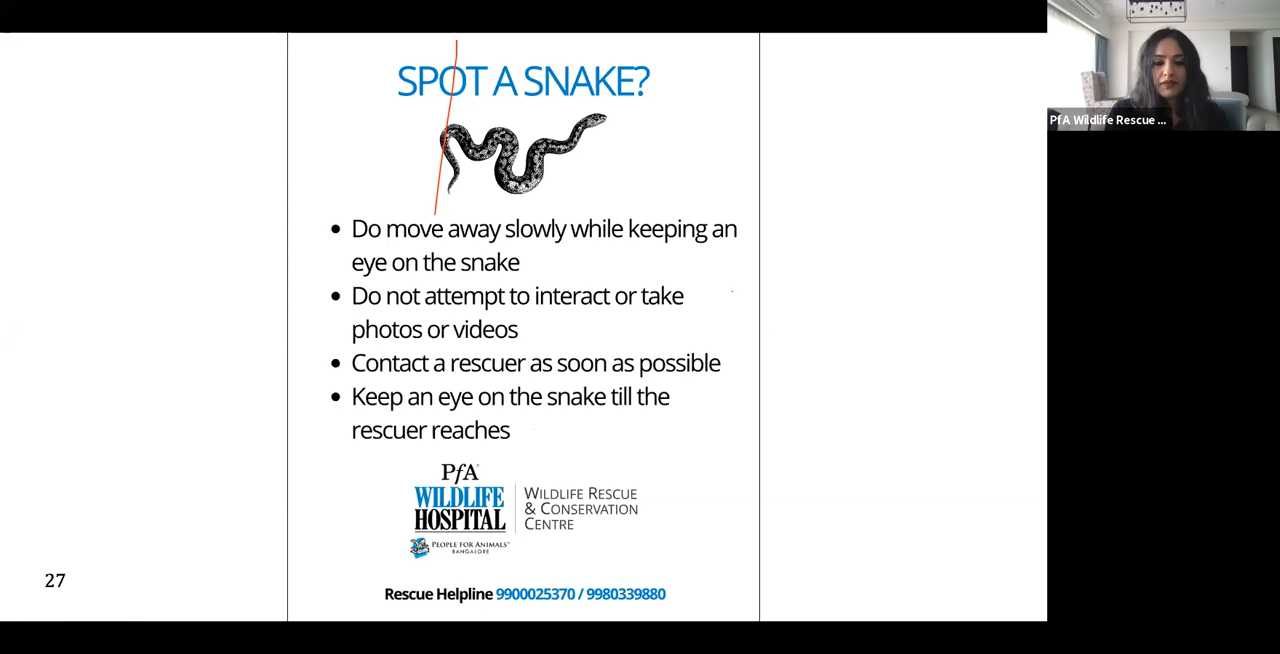 SPOT A SNAKE?
• Do move away slowly while keeping an
eye on the snake
• Do not attempt to interact or take
photos or videos
• Contact a rescuer as soon as possible
• Keep an eye on the snake till the
rescuer reaches
PfA
WILDLIFE
HOSPITAL
PEOPLE FOR ANIMALS™
BANGALORE
WILDLIFE RESCUE
& CONSERVATION
CENTRE
27
Rescue Helpline 9900025370 / 9980339880
PfA Wildlife Rescue ...